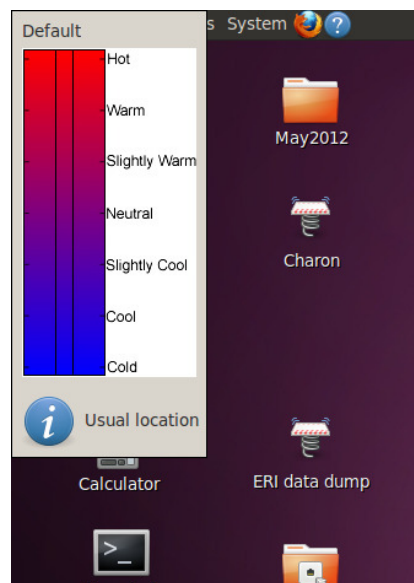 Default
s System ?
Hot
Warm
May2012
Slightly Warm
Neutral
Charon
Slightly Cool
Cool
Cold
i Usual location
Calculator
ERI data dump
>_